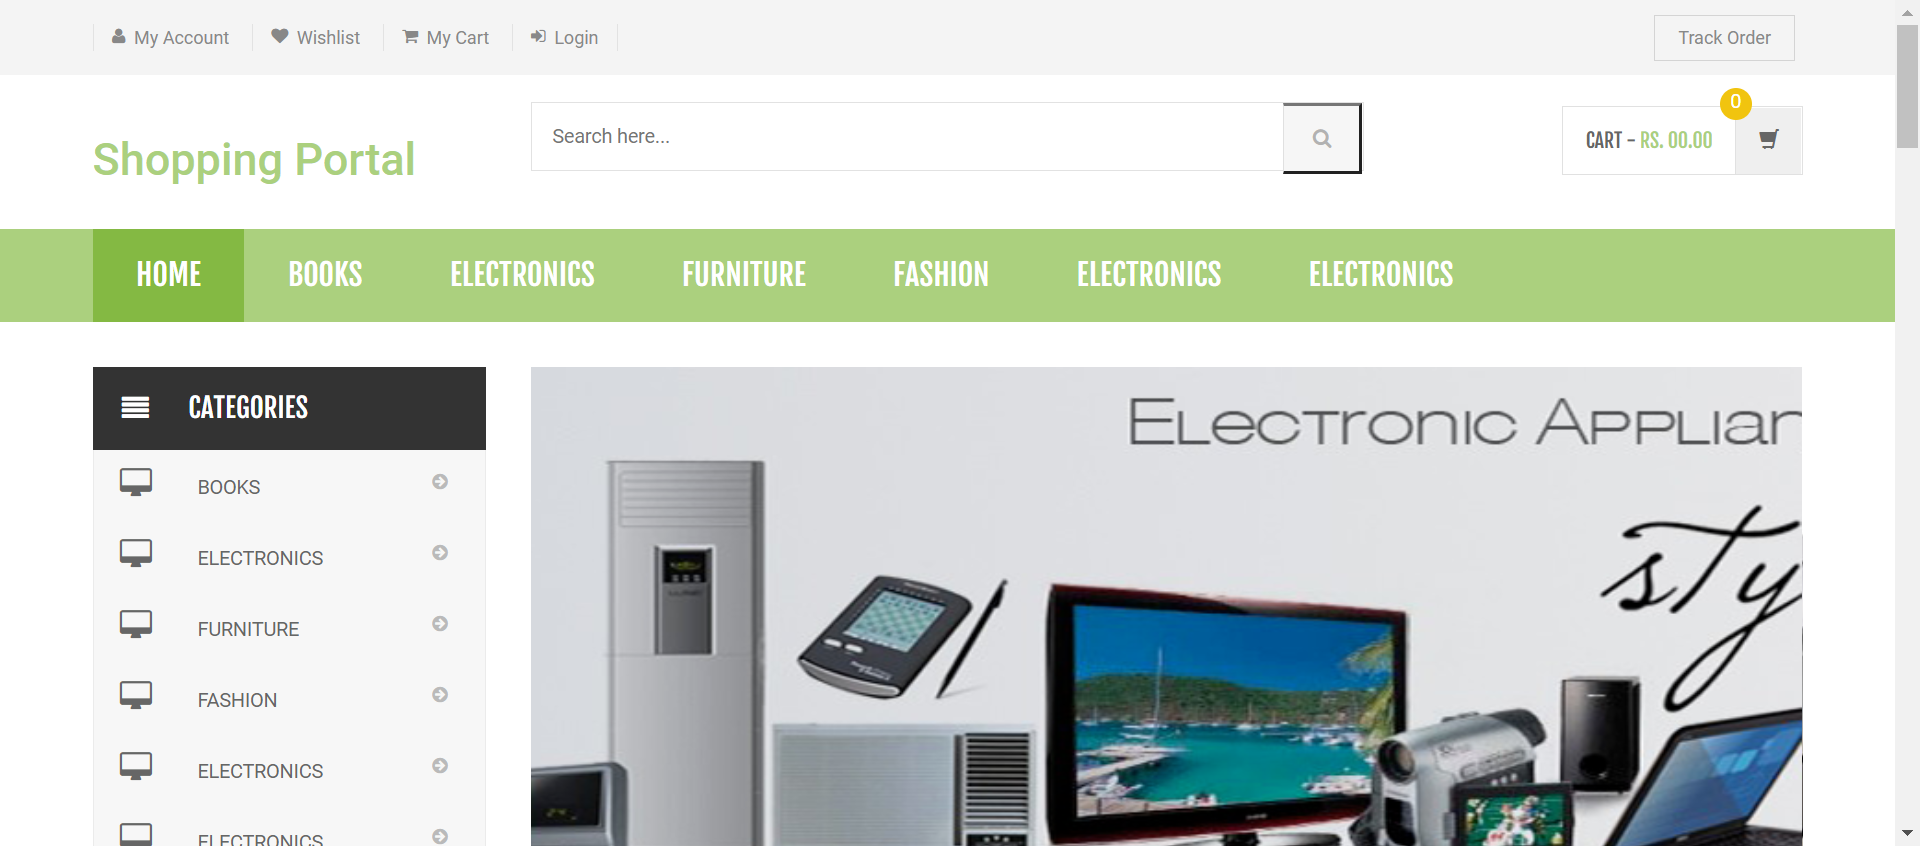 My Account
Wishlist
My Cart
Login
Track Order
Shopping Portal
Search here...
CART - RS. 00.00
0
HOME
BOOKS
ELECTRONICS
FURNITURE
FASHION
ELECTRONICS
ELECTRONICS
CATEGORIES
BOOKS
ELECTRONICS
FURNITURE
FASHION
ELECTRONICS
ELECTRONICS
Electronic Applian
sty